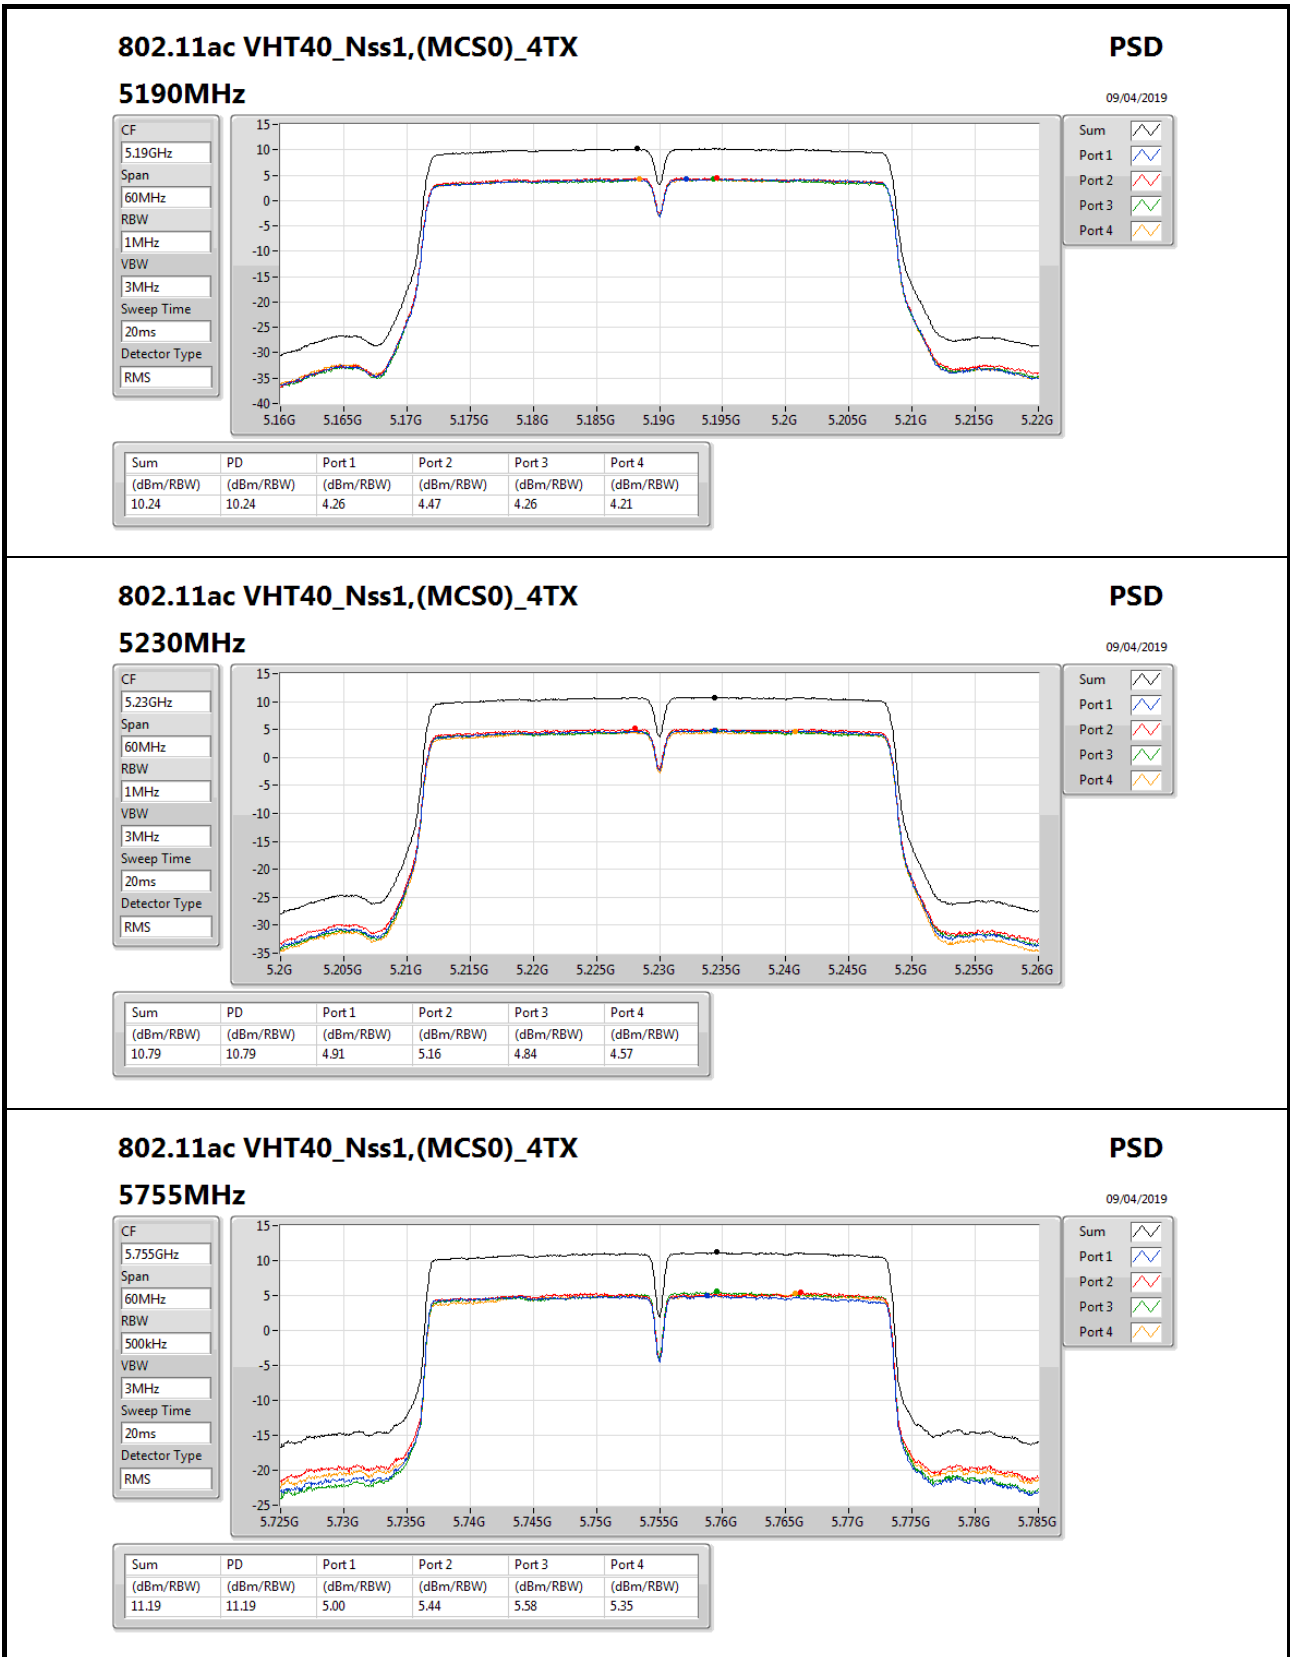 802.11ac VHT40_Nss1,(MCS0)_4TX PSD
5190MHz 09/04/2019
CF
5.19GHz
Span
60MHz
RBW
1MHz
VBW
3MHz
Sweep Time
20ms
Detector Type
RMS
15
10
5
0
-5
-10
-15
-20
-25
-30
-35
-40
5.16G 5.165G 5.17G 5.175G 5.18G 5.185G 5.19G 5.195G 5.2G 5.205G 5.21G 5.215G 5.22G
Sum
Port 1
Port 2
Port 3
Port 4
Sum PD Port 1 Port 2 Port 3 Port 4
(dBm/RBW) (dBm/RBW) (dBm/RBW) (dBm/RBW) (dBm/RBW) (dBm/RBW)
10.24 10.24 4.26 4.47 4.26 4.21
802.11ac VHT40_Nss1,(MCS0)_4TX PSD
5230MHz 09/04/2019
CF
5.23GHz
Span
60MHz
RBW
1MHz
VBW
3MHz
Sweep Time
20ms
Detector Type
RMS
15
10
5
0
-5
-10
-15
-20
-25
-30
-35
5.2G 5.205G 5.21G 5.215G 5.22G 5.225G 5.23G 5.235G 5.24G 5.245G 5.25G 5.255G 5.26G
Sum
Port 1
Port 2
Port 3
Port 4
Sum PD Port 1 Port 2 Port 3 Port 4
(dBm/RBW) (dBm/RBW) (dBm/RBW) (dBm/RBW) (dBm/RBW) (dBm/RBW)
10.79 10.79 4.91 5.16 4.84 4.57
802.11ac VHT40_Nss1,(MCS0)_4TX PSD
5755MHz 09/04/2019
CF
5.755GHz
Span
60MHz
RBW
500kHz
VBW
3MHz
Sweep Time
20ms
Detector Type
RMS
15
10
5
0
-5
-10
-15
-20
-25
5.725G 5.73G 5.735G 5.74G 5.745G 5.75G 5.755G 5.76G 5.765G 5.77G 5.775G 5.78G 5.785G
Sum
Port 1
Port 2
Port 3
Port 4
Sum PD Port 1 Port 2 Port 3 Port 4
(dBm/RBW) (dBm/RBW) (dBm/RBW) (dBm/RBW) (dBm/RBW) (dBm/RBW)
11.19 11.19 5.00 5.44 5.58 5.35